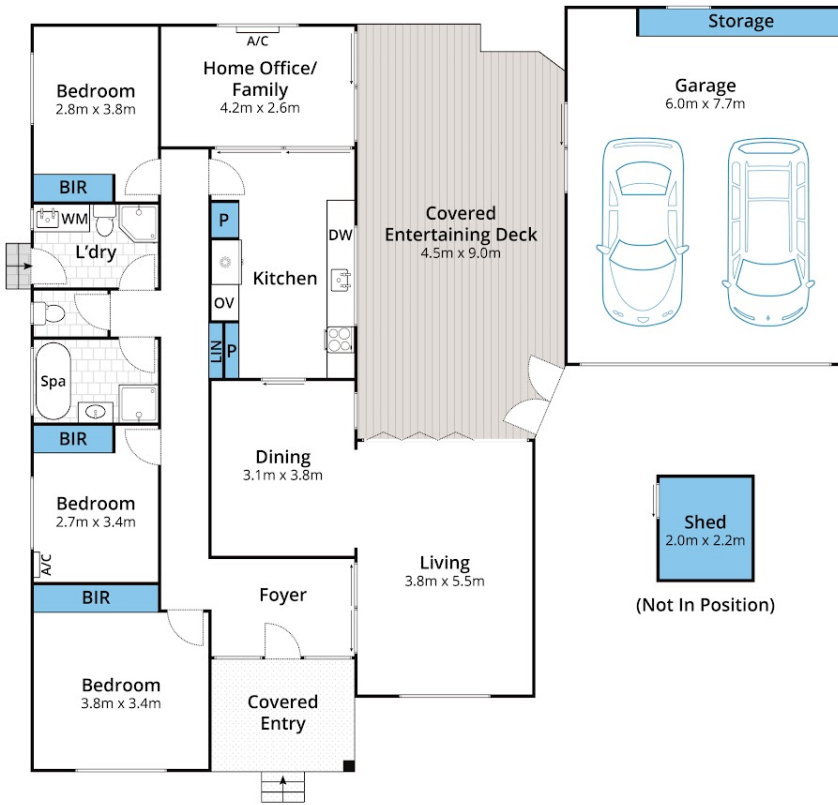 Storage
A/C
Bedroom
2.8m x 3.8m
Home Office/
Family
4.2m x 2.6m
Garage
6.0m x 7.7m
BIR
WM
P
Covered
Entertaining Deck
4.5m x 9.0m
DW
L'dry
Kitchen
OV
LIN
P
Spa
BIR
Dining
3.1m x 3.8m
Bedroom
2.7m x 3.4m
A/C
Living
3.8m x 5.5m
Shed
2.0m x 2.2m
(Not In Position)
BIR
Foyer
Bedroom
3.8m x 3.4m
Covered
Entry